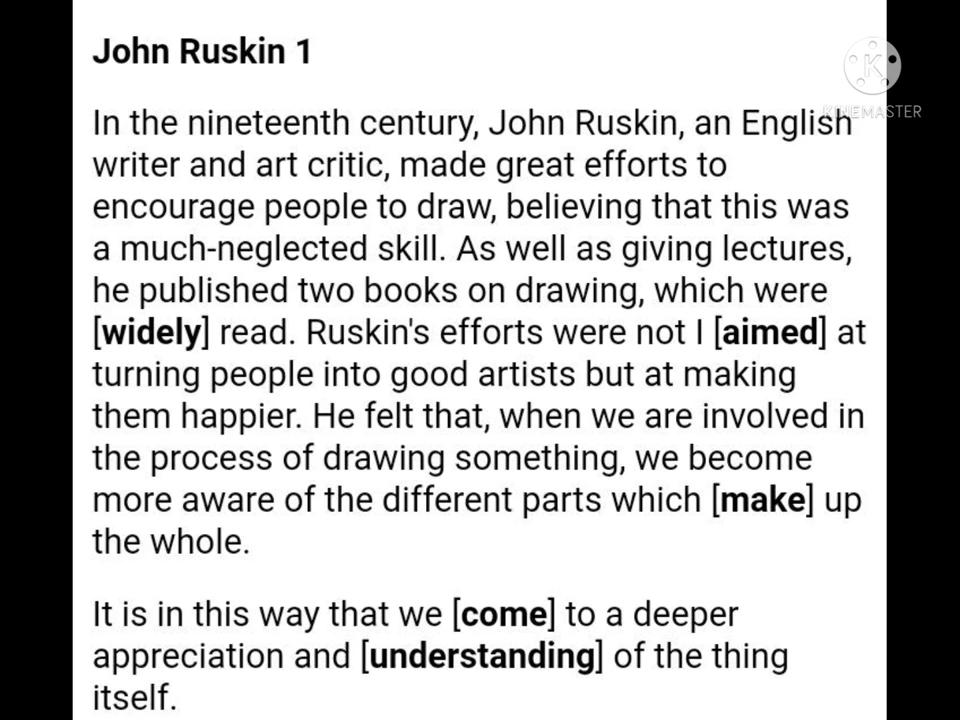 John Ruskin 1
K
KINEMASTER
In the nineteenth century, John Ruskin, an English
writer and art critic, made great efforts to
encourage people to draw, believing that this was
a much-neglected skill. As well as giving lectures,
he published two books on drawing, which were
[widely] read. Ruskin's efforts were not I [aimed] at
turning people into good artists but at making
them happier. He felt that, when we are involved in
the process of drawing something, we become
more aware of the different parts which [make] up
the whole.
It is in this way that we [come] to a deeper
appreciation and [understanding] of the thing
itself.